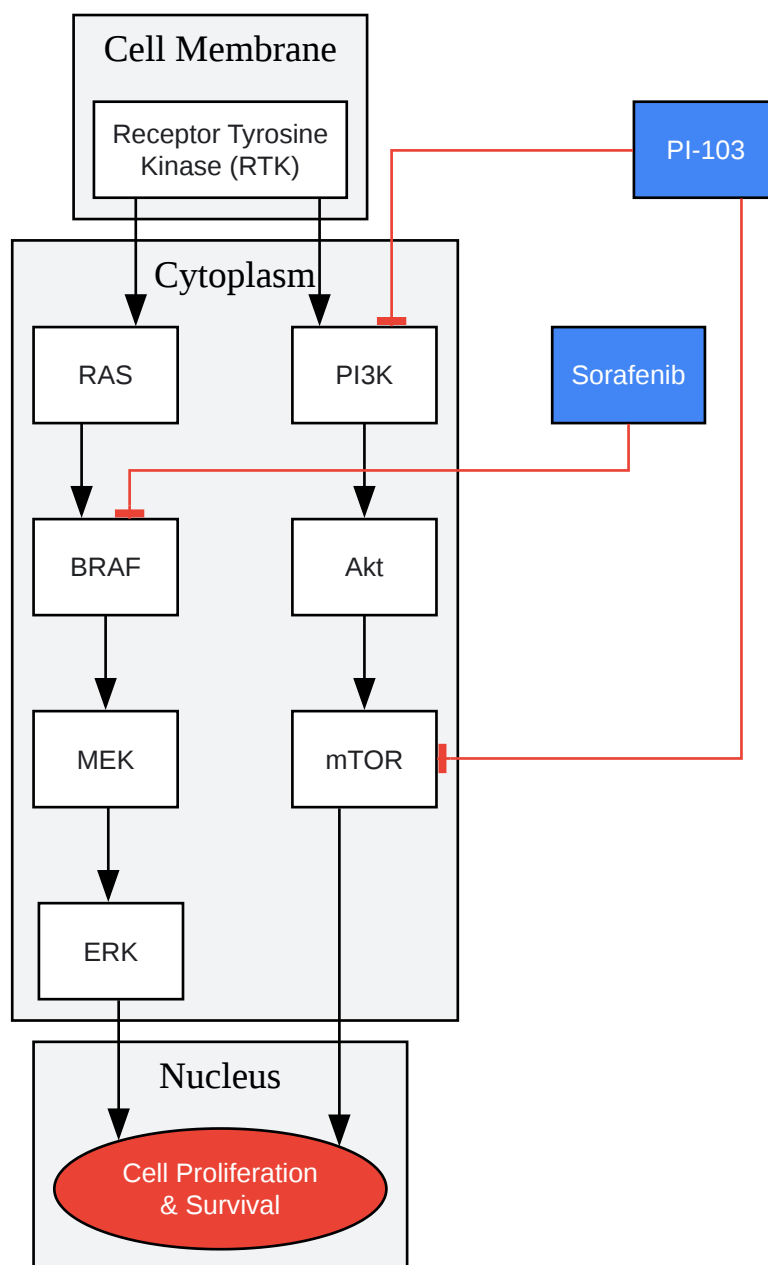 Cell Membrane
Receptor Tyrosine
Kinase (RTK)
PI-103
Cytoplasm
RAS
PI3K
Sorafenib
BRAF
Akt
MEK
mTOR
ERK
Nucleus
Cell Proliferation
& Survival